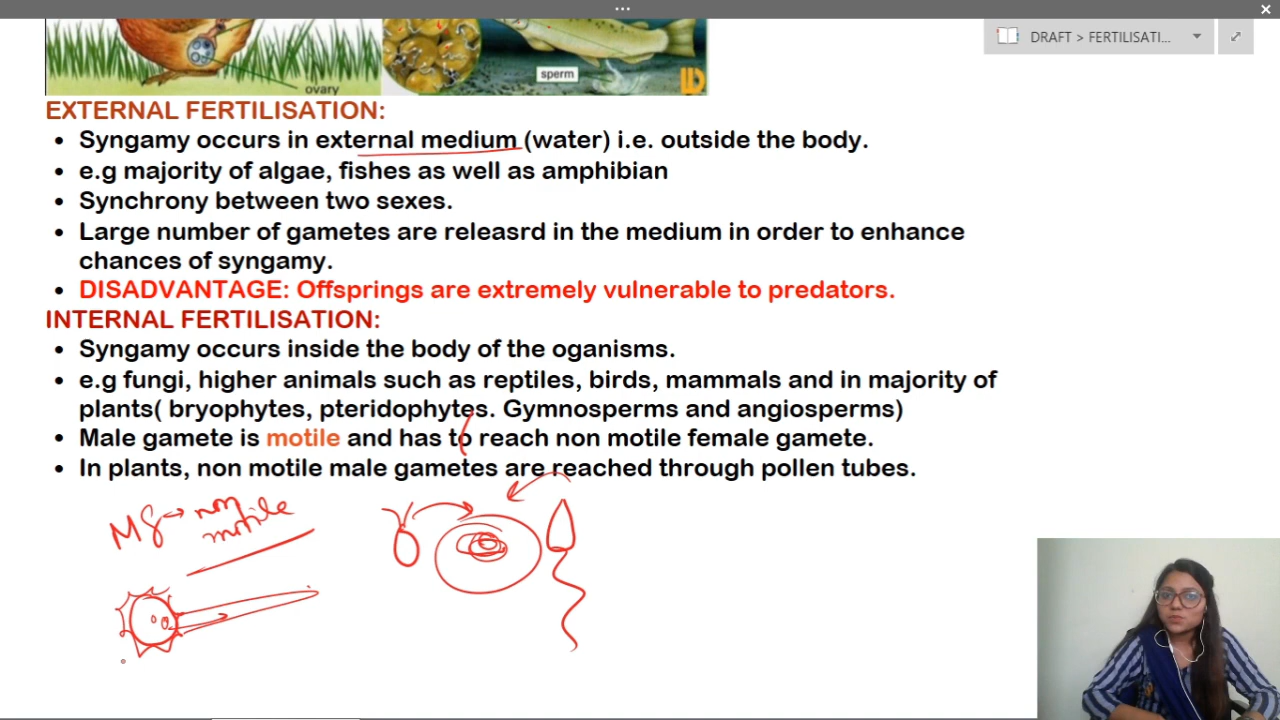 DRAFT > FERTILISATI...
ovary
sperm
EXTERNAL FERTILISATION:
• Syngamy occurs in external medium (water) i.e. outside the body.
• e.g majority of algae, fishes as well as amphibian
• Synchrony between two sexes.
• Large number of gametes are releasrd in the medium in order to enhance
chances of syngamy.
• DISADVANTAGE: Offsprings are extremely vulnerable to predators.
INTERNAL FERTILISATION:
• Syngamy occurs inside the body of the oganisms.
• e.g fungi, higher animals such as reptiles, birds, mammals and in majority of
plants( bryophytes, pteridophytes. Gymnosperms and angiosperms)
• Male gamete is motile and has to reach non motile female gamete.
• In plants, non motile male gametes are reached through pollen tubes.
Mg → non
motile